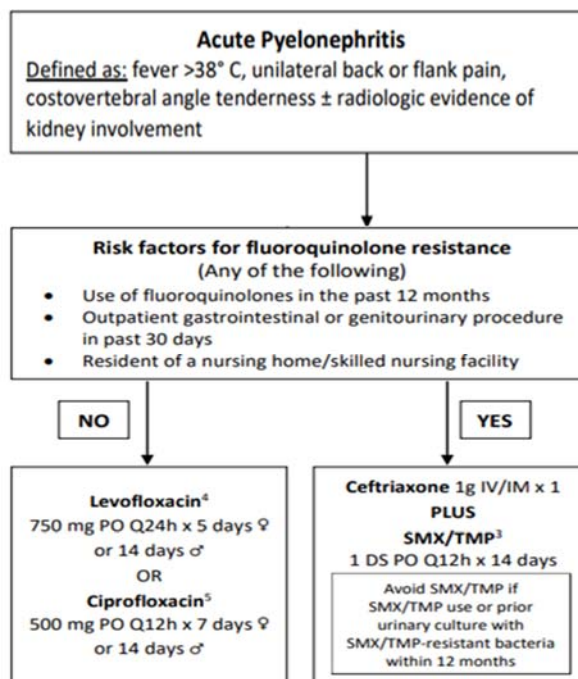 Acute Pyelonephritis
Defined as: fever >38° C, unilateral back or flank pain,
costovertebral angle tenderness ± radiologic evidence of
kidney involvement
Risk factors for fluoroquinolone resistance
(Any of the following)
• Use of fluoroquinolones in the past 12 months
• Outpatient gastrointestinal or genitourinary procedure
in past 30 days
• Resident of a nursing home/skilled nursing facility
NO
YES
Levofloxacin⁴
750 mg PO Q24h x 5 days ♀
or 14 days ♂
OR
Ciprofloxacin⁵
500 mg PO Q12h x 7 days ♀
or 14 days ♂
Ceftriaxone 1g IV/IM x 1
PLUS
SMX/TMP³
1 DS PO Q12h x 14 days
Avoid SMX/TMP if
SMX/TMP use or prior
urinary culture with
SMX/TMP-resistant bacteria
within 12 months